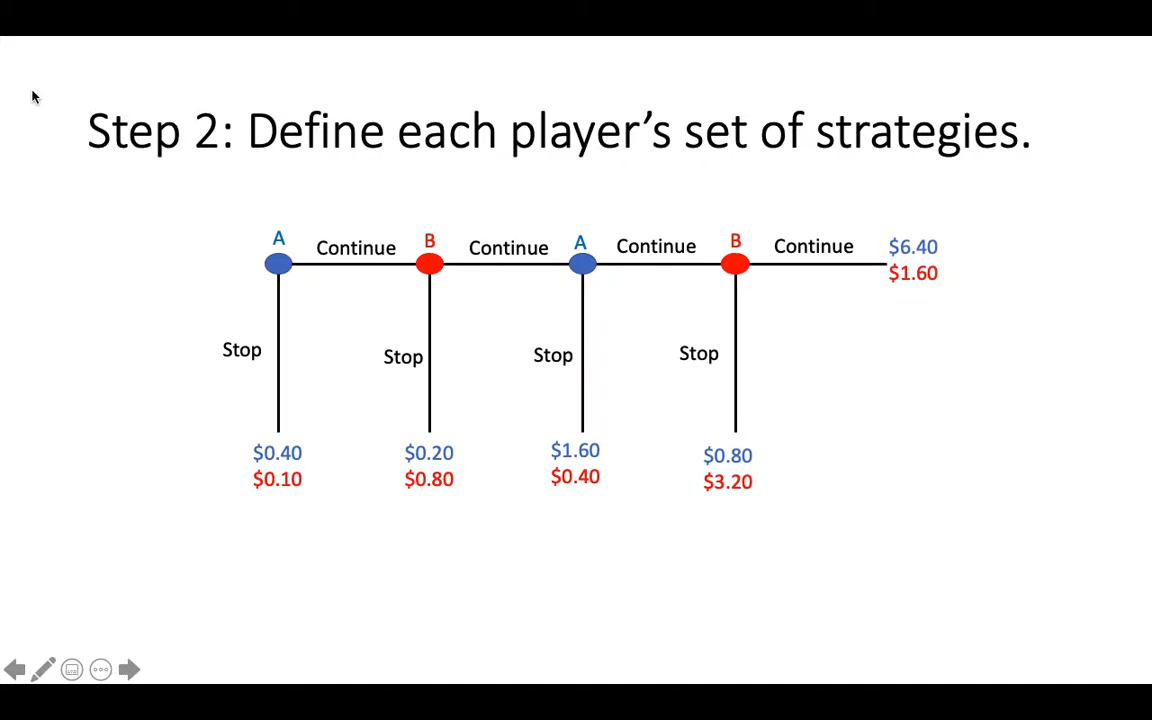 Step 2: Define each player's set of strategies.
A Continue B Continue A Continue B Continue $6.40
$1.60
Stop Stop Stop Stop
$0.40 $0.20 $1.60 $0.80
$0.10 $0.80 $0.40 $3.20